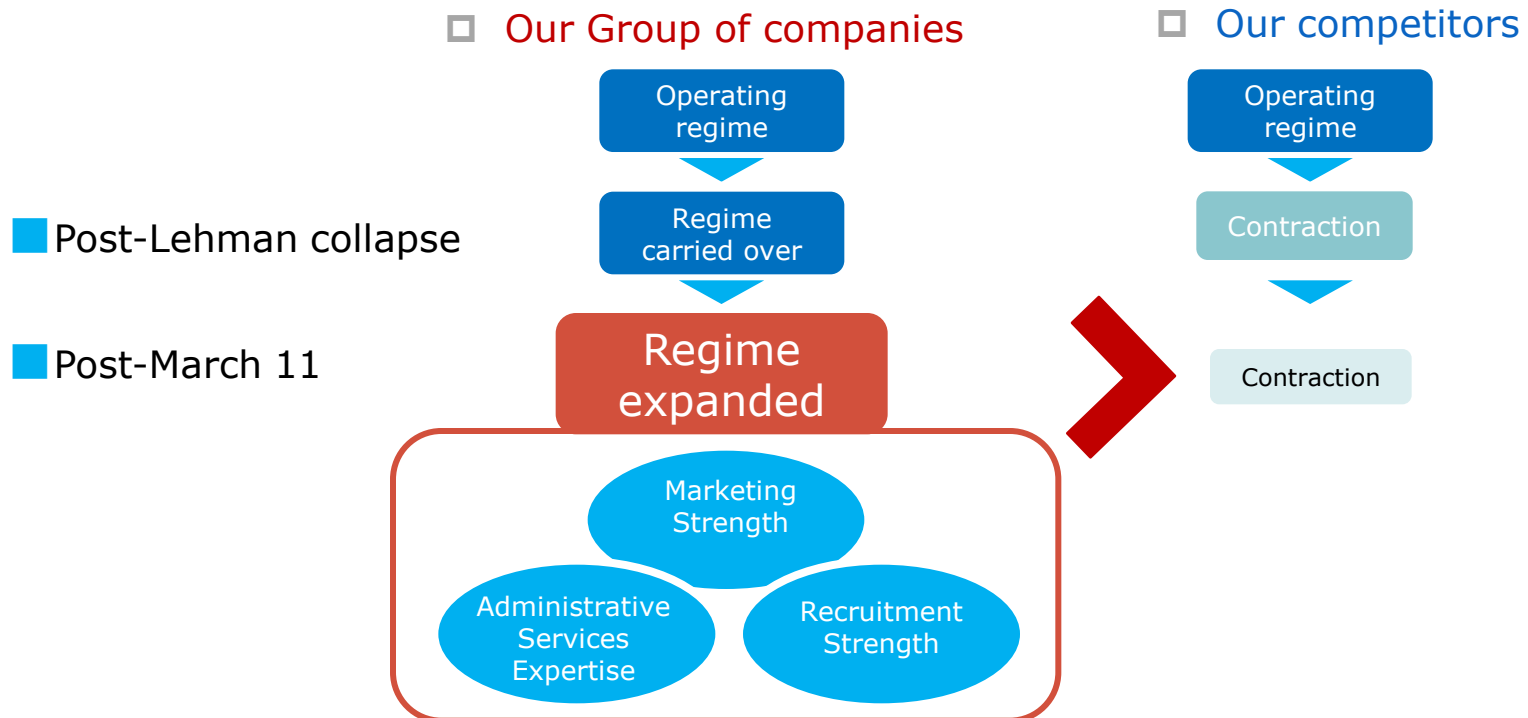 Our Group of companies
Our competitors
Operating
regime
Operating
regime
Post-Lehman collapse
Regime
carried over
Contraction
Post-March 11
Regime
expanded
Contraction
Marketing
Strength
Administrative
Services
Expertise
Recruitment
Strength